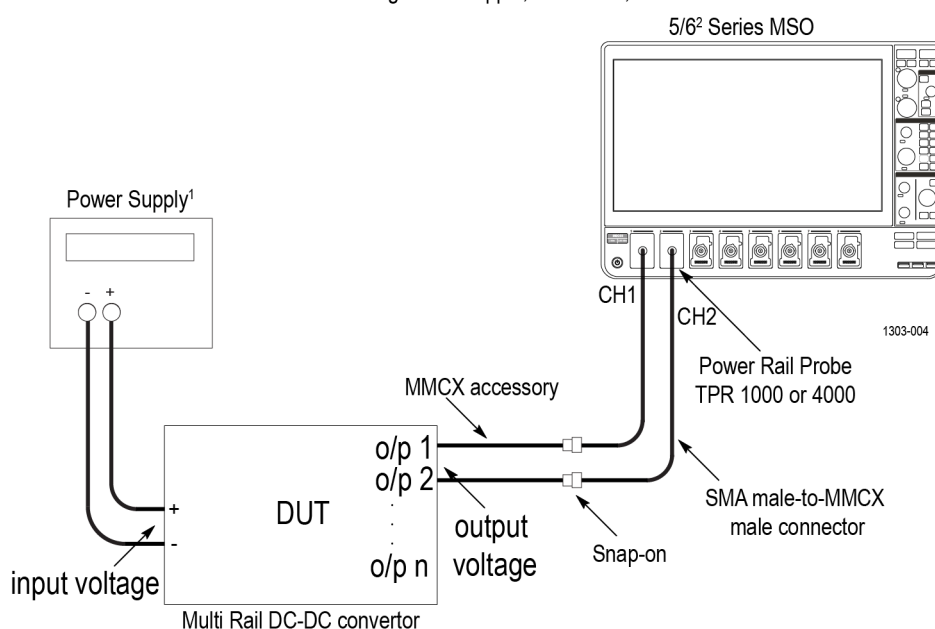 5/6² Series MSO
Power Supply¹
- +
CH1
CH2
1303-004
Power Rail Probe
TPR 1000 or 4000
MMCX accessory
o/p 1
o/p 2
+
DUT
-
o/p n
output
voltage
SMA male-to-MMCX
male connector
Snap-on
input voltage
Multi Rail DC-DC convertor